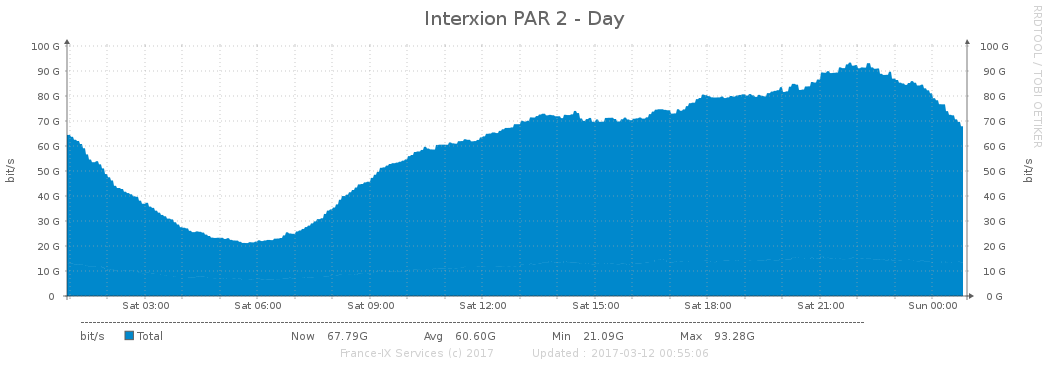 Interxion PAR 2 - Day
100 G 100 G
90 G 90 G
80 G 80 G
70 G 70 G
60 G 60 G
50 G 50 G
40 G 40 G
30 G 30 G
20 G 20 G
10 G 10 G
0 0 G
bit/s
bit/s
RRDTOOL / TOBI OETIKER
Sat 03:00 Sat 06:00 Sat 09:00 Sat 12:00 Sat 15:00 Sat 18:00 Sat 21:00 Sun 00:00
bit/s Total Now 67.79G Avg 60.60G Min 21.09G Max 93.28G
France-IX Services (c) 2017 Updated : 2017-03-12 00:55:06